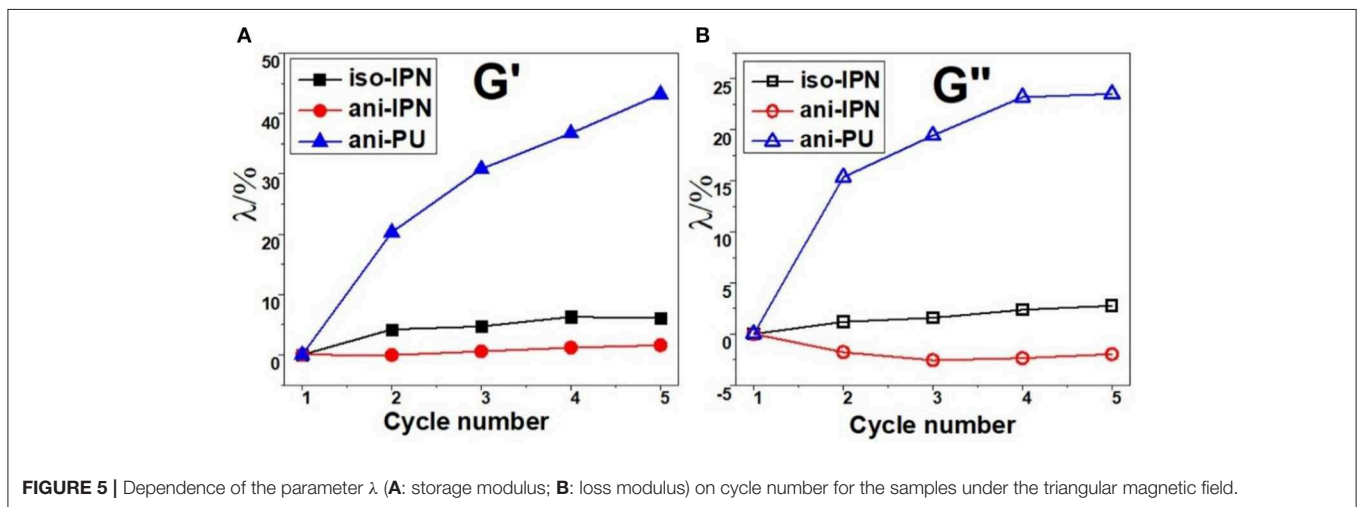 A
50
40
30
20
10
0
λ/%
iso-IPN
ani-IPN
ani-PU
G'
1 2 3 4 5
Cycle number
B
25
20
15
10
5
0
-5
λ/%
iso-IPN
ani-IPN
ani-PU
G"
1 2 3 4 5
Cycle number
FIGURE 5 | Dependence of the parameter λ (A: storage modulus; B: loss modulus) on cycle number for the samples under the triangular magnetic field.